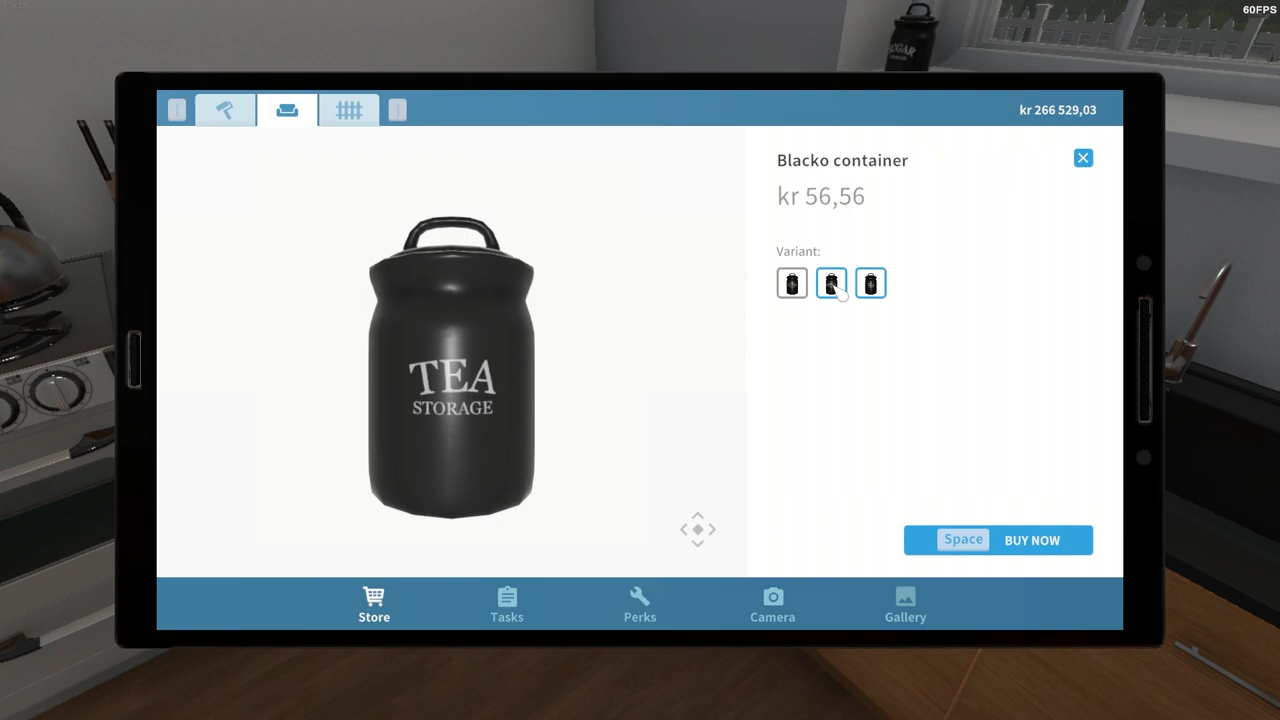 60FPS
SUGAR
[
]
kr 266 529,03
Blacko container
kr 56,56
Variant:
TEA
STORAGE
Space BUY NOW
Store
Tasks
Perks
Camera
Gallery